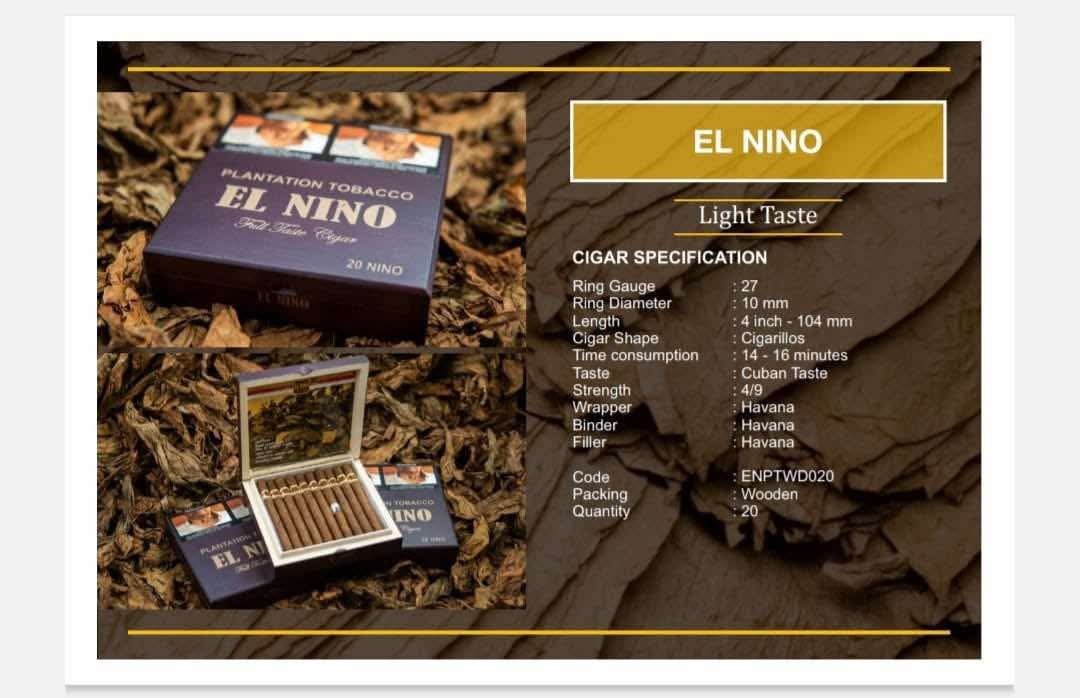 PLANTATION TOBACCO
EL NINO
Full Taste Cigar
20 NINO
EL NINO
EL NINO
Light Taste
CIGAR SPECIFICATION
Ring Gauge : 27
Ring Diameter : 10 mm
Length : 4 inch - 104 mm
Cigar Shape : Cigarillos
Time consumption : 14 - 16 minutes
Taste : Cuban Taste
Strength : 4/9
Wrapper : Havana
Binder : Havana
Filler : Havana
Code : ENPTWD020
Packing : Wooden
Quantity : 20
PLANTATION
EL NI
TOBACCO
INO
Cigar